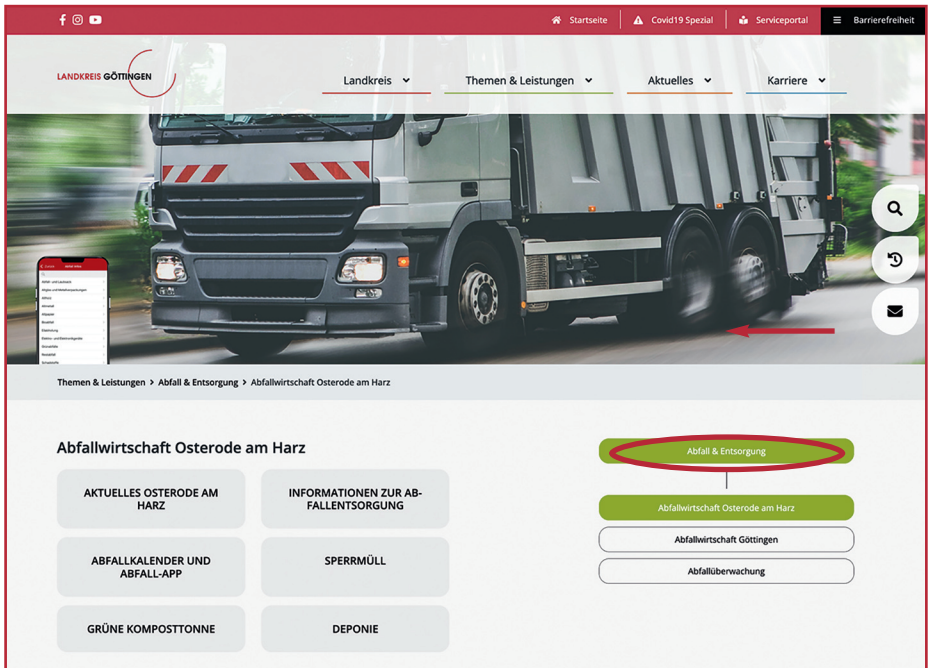 Startseite
Covid19 Spezial
Serviceportal
Barrierefreiheit
LANDKREIS GÖTTINGEN
Landkreis
Themen & Leistungen
Aktuelles
Karriere
Themen & Leistungen > Abfall & Entsorgung > Abfallwirtschaft Osterode am Harz
Abfallwirtschaft Osterode am Harz
AKTUELLES OSTERODE AM
HARZ
INFORMATIONEN ZUR AB-
FALLENTSORGUNG
ABFALLKALENDER UND
ABFALL-APP
SPERRMÜLL
GRÜNE KOMPOSTTONNE
DEPONIE
Abfall & Entsorgung
Abfallwirtschaft Osterode am Harz
Abfallwirtschaft Göttingen
Abfallüberwachung